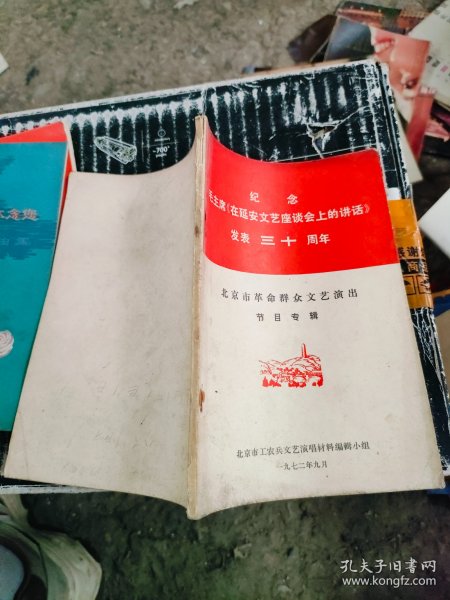 纪念
毛主席《在延安文艺座谈会上的讲话》
发表 三十 周年
北京市革命群众文艺演出
节目专辑
北京市工农兵文艺演唱材料编辑小组
一九七二年九月
孔夫子旧书网
www.kongfz.com